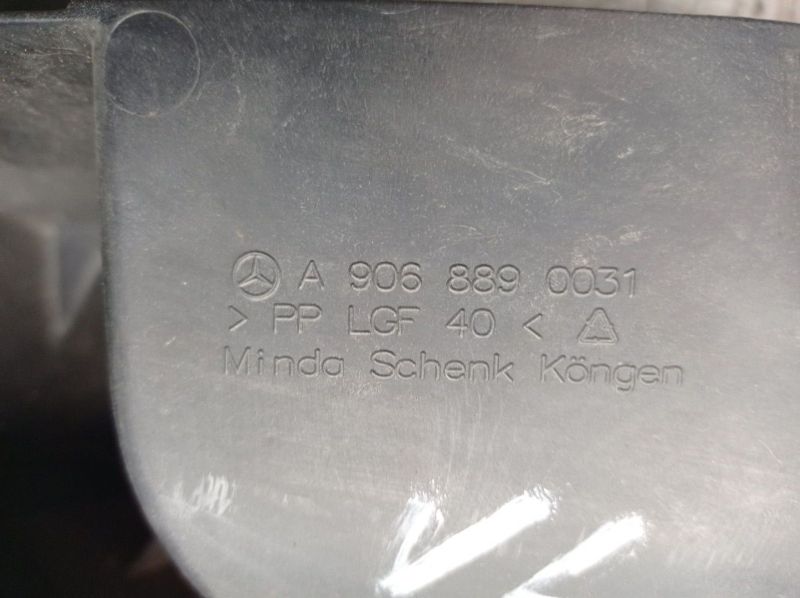 A 906 889 0031
> PP LGF 40 <
Minda Schenk Köngen